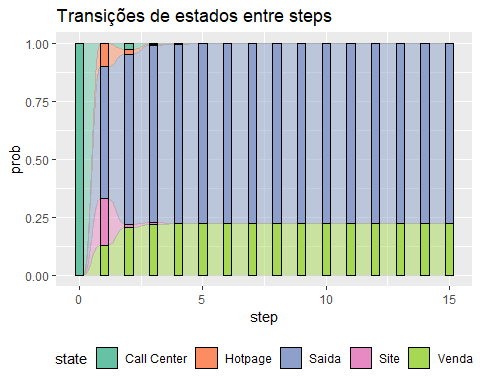 Transições de estados entre steps
prob
1.00
0.75
0.50
0.25
0.00
0 5 10 15
step
state Call Center Hotpage Saida Site Venda